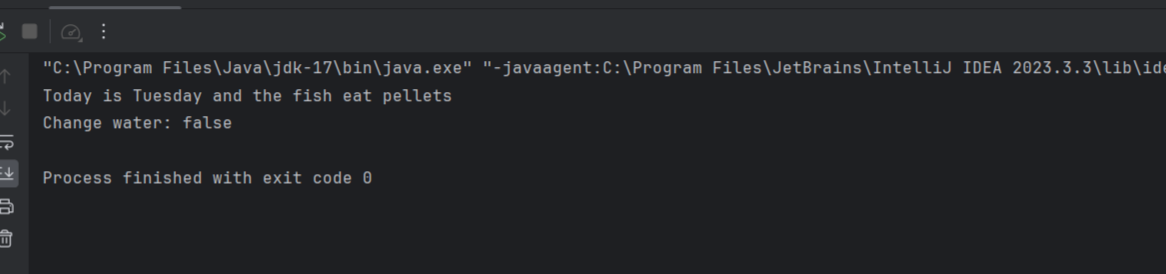 "C:\Program Files\Java\jdk-17\bin\java.exe" "-javaagent:C:\Program Files\JetBrains\IntelliJ IDEA 2023.3.3\lib\ide
Today is Tuesday and the fish eat pellets
Change water: false
Process finished with exit code 0